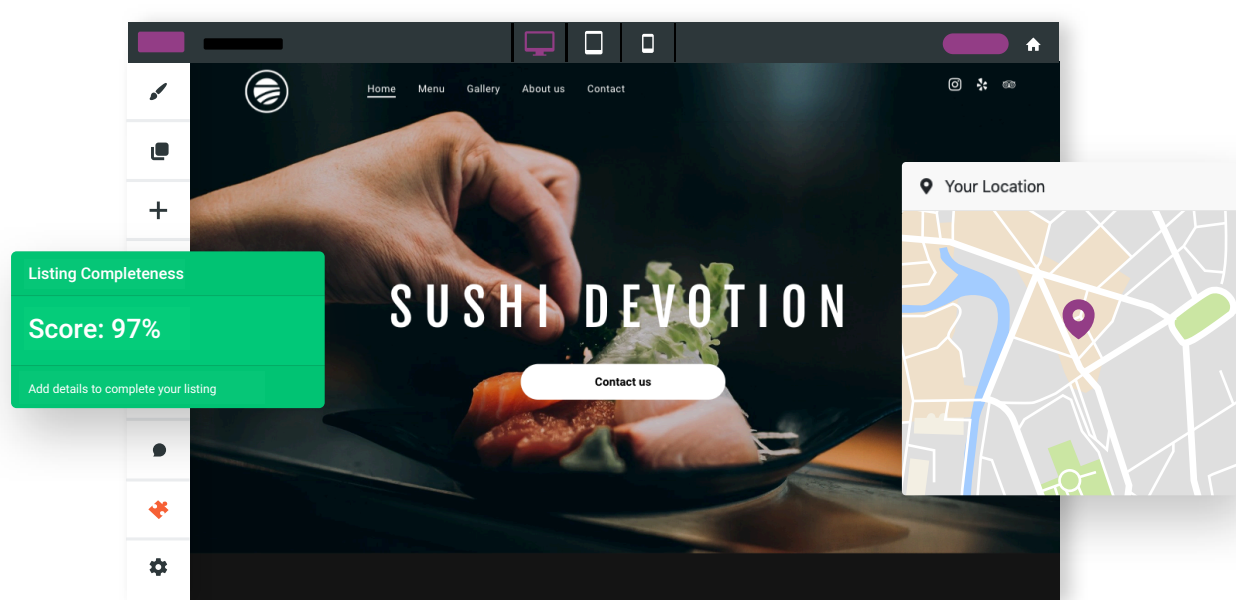 Home Menu Gallery About us Contact
Your Location
Listing Completeness
Score: 97%
Add details to complete your listing
SUSHI DEVOTION
Contact us